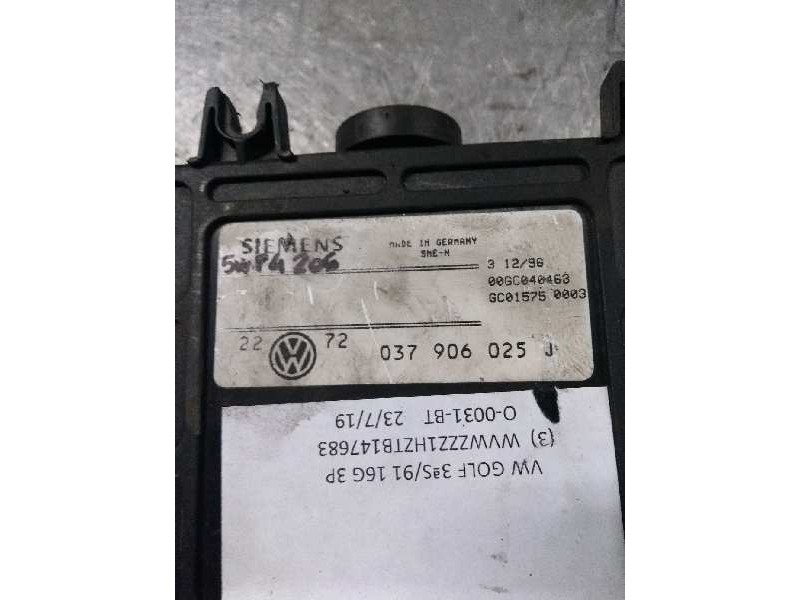 SIEMENS
MADE IN GERMANY
SME-M
5WP4 206
3 12/96
00GC040463
GC01575 0003
22 72 037 906 025 J
VW GOLF 3ªS/91 16G 3P
(3) WVWZZZ1HZTB147683
O-0031-BT 23/7/19